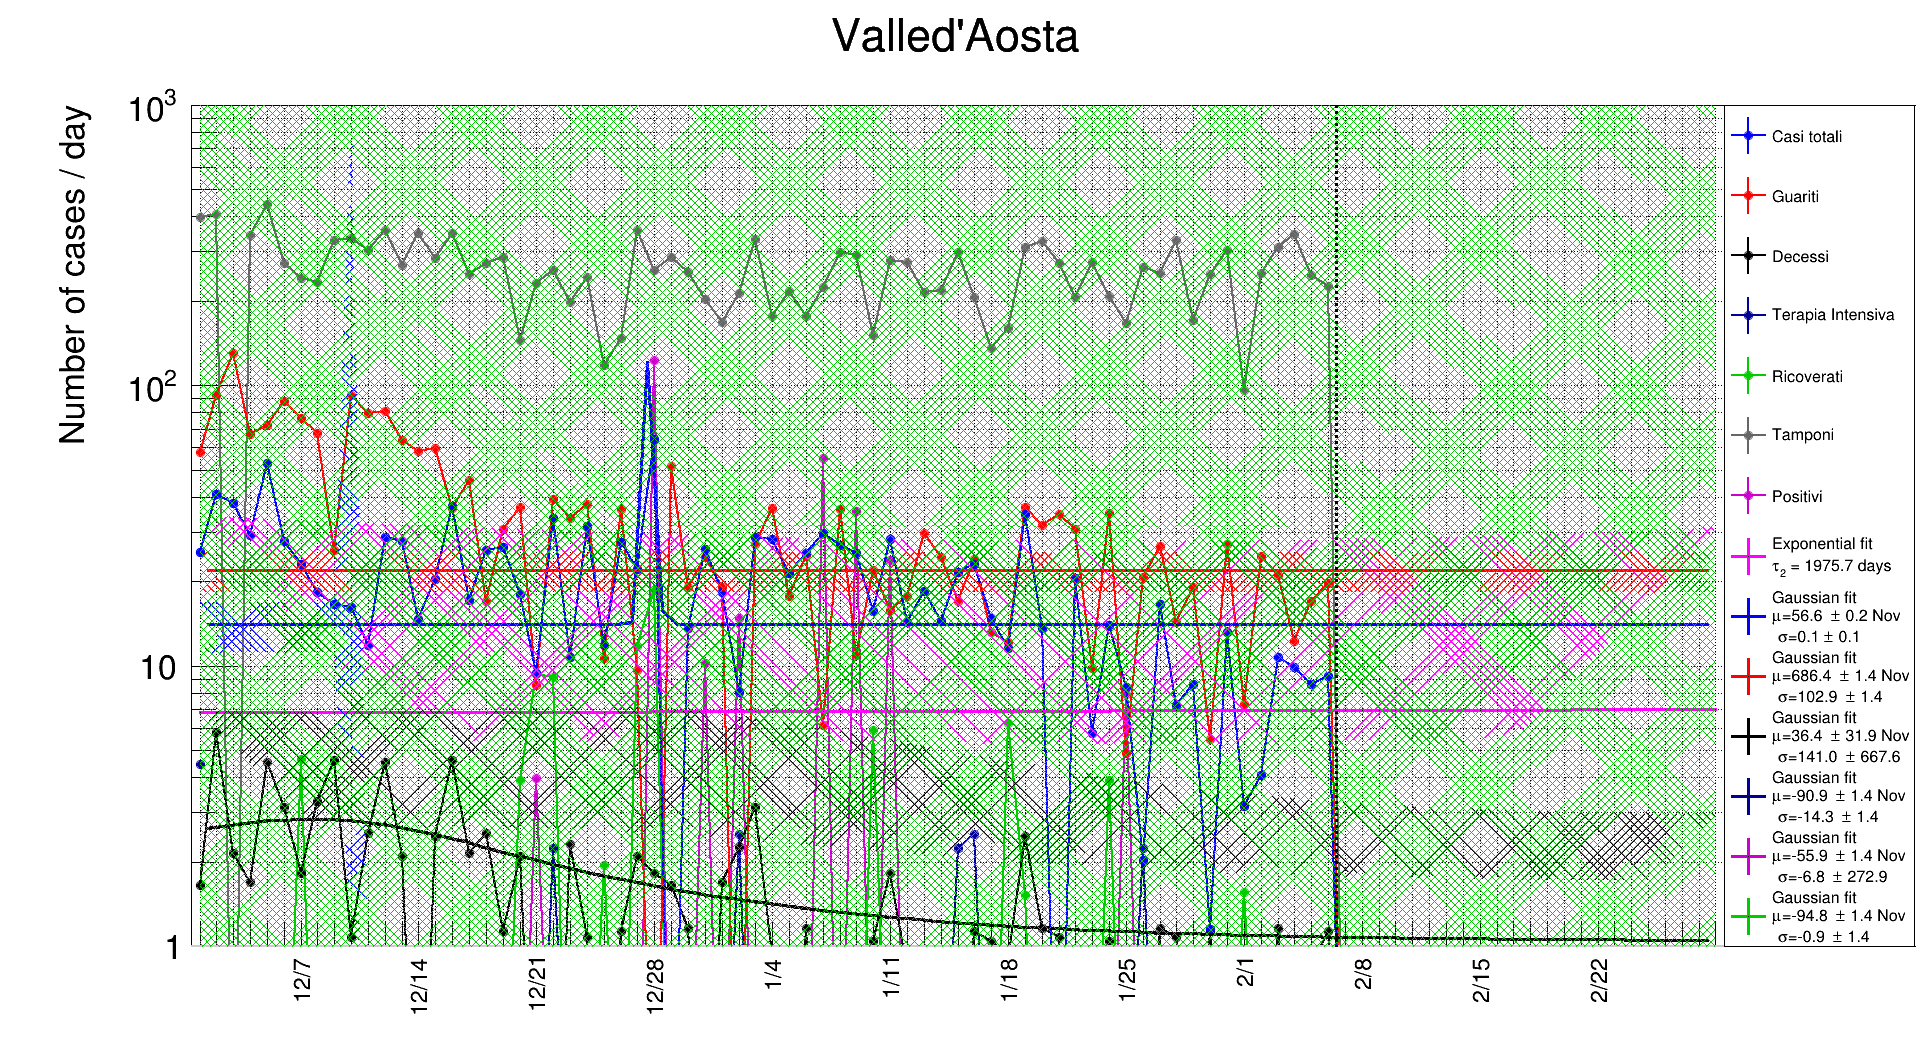 Valled'Aosta
Number of cases / day
10³
10²
10
1
12/7
12/14
12/21
12/28
1/4
1/11
1/18
1/25
2/1
2/8
2/15
2/22
Casi totali
Guariti
Decessi
Terapia Intensiva
Ricoverati
Tamponi
Positivi
Exponential fit
τ₂ = 1975.7 days
Gaussian fit
μ=56.6 ± 0.2 Nov
σ=0.1 ± 0.1
Gaussian fit
μ=686.4 ± 1.4 Nov
σ=102.9 ± 1.4
Gaussian fit
μ=36.4 ± 31.9 Nov
σ=141.0 ± 667.6
Gaussian fit
μ=-90.9 ± 1.4 Nov
σ=-14.3 ± 1.4
Gaussian fit
μ=-55.9 ± 1.4 Nov
σ=-6.8 ± 272.9
Gaussian fit
μ=-94.8 ± 1.4 Nov
σ=-0.9 ± 1.4